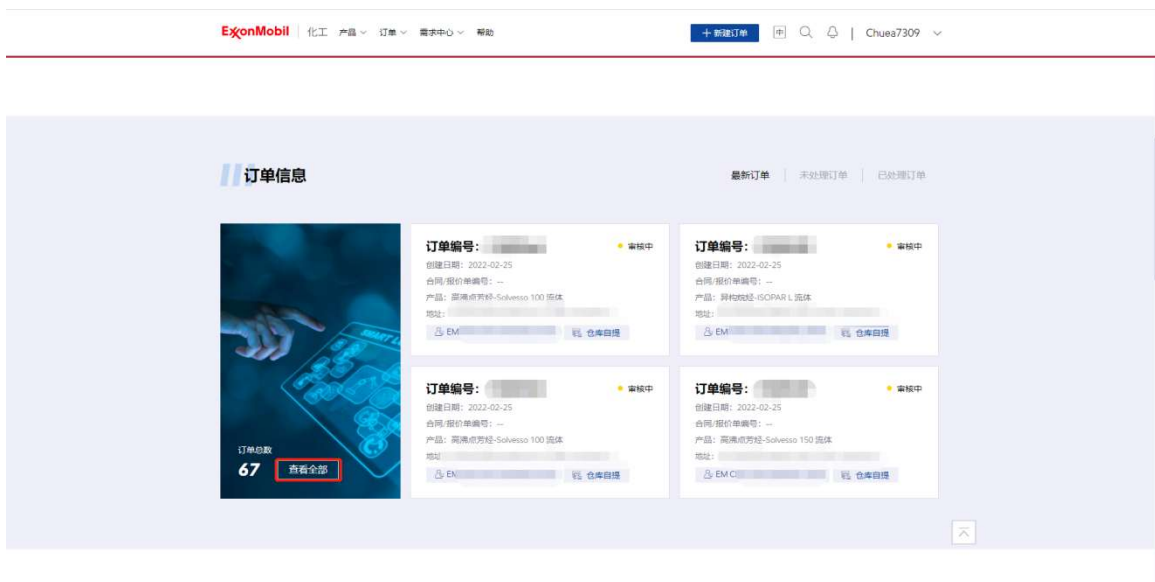 ExxonMobil 化工 产品 订单 需求中心 帮助 + 新建订单 中 Chuea7309
订单信息 最新订单 未处理订单 已处理订单
订单编号: 审核中
创建日期: 2022-02-25
合同/报价单编号: --
产品: 高沸点芳烃-Solvesso 100 流体
地址:
EM 仓库自提
订单编号: 审核中
创建日期: 2022-02-25
合同/报价单编号: --
产品: 异构烷烃-ISOPAR L 流体
地址:
EM 仓库自提
SMART L
订单总数
67 查看全部
订单编号: 审核中
创建日期: 2022-02-25
合同/报价单编号: --
产品: 高沸点芳烃-Solvesso 100 流体
地址:
EM 仓库自提
订单编号: 审核中
创建日期: 2022-02-25
合同/报价单编号: --
产品: 高沸点芳烃-Solvesso 150 流体
地址:
EM C 仓库自提